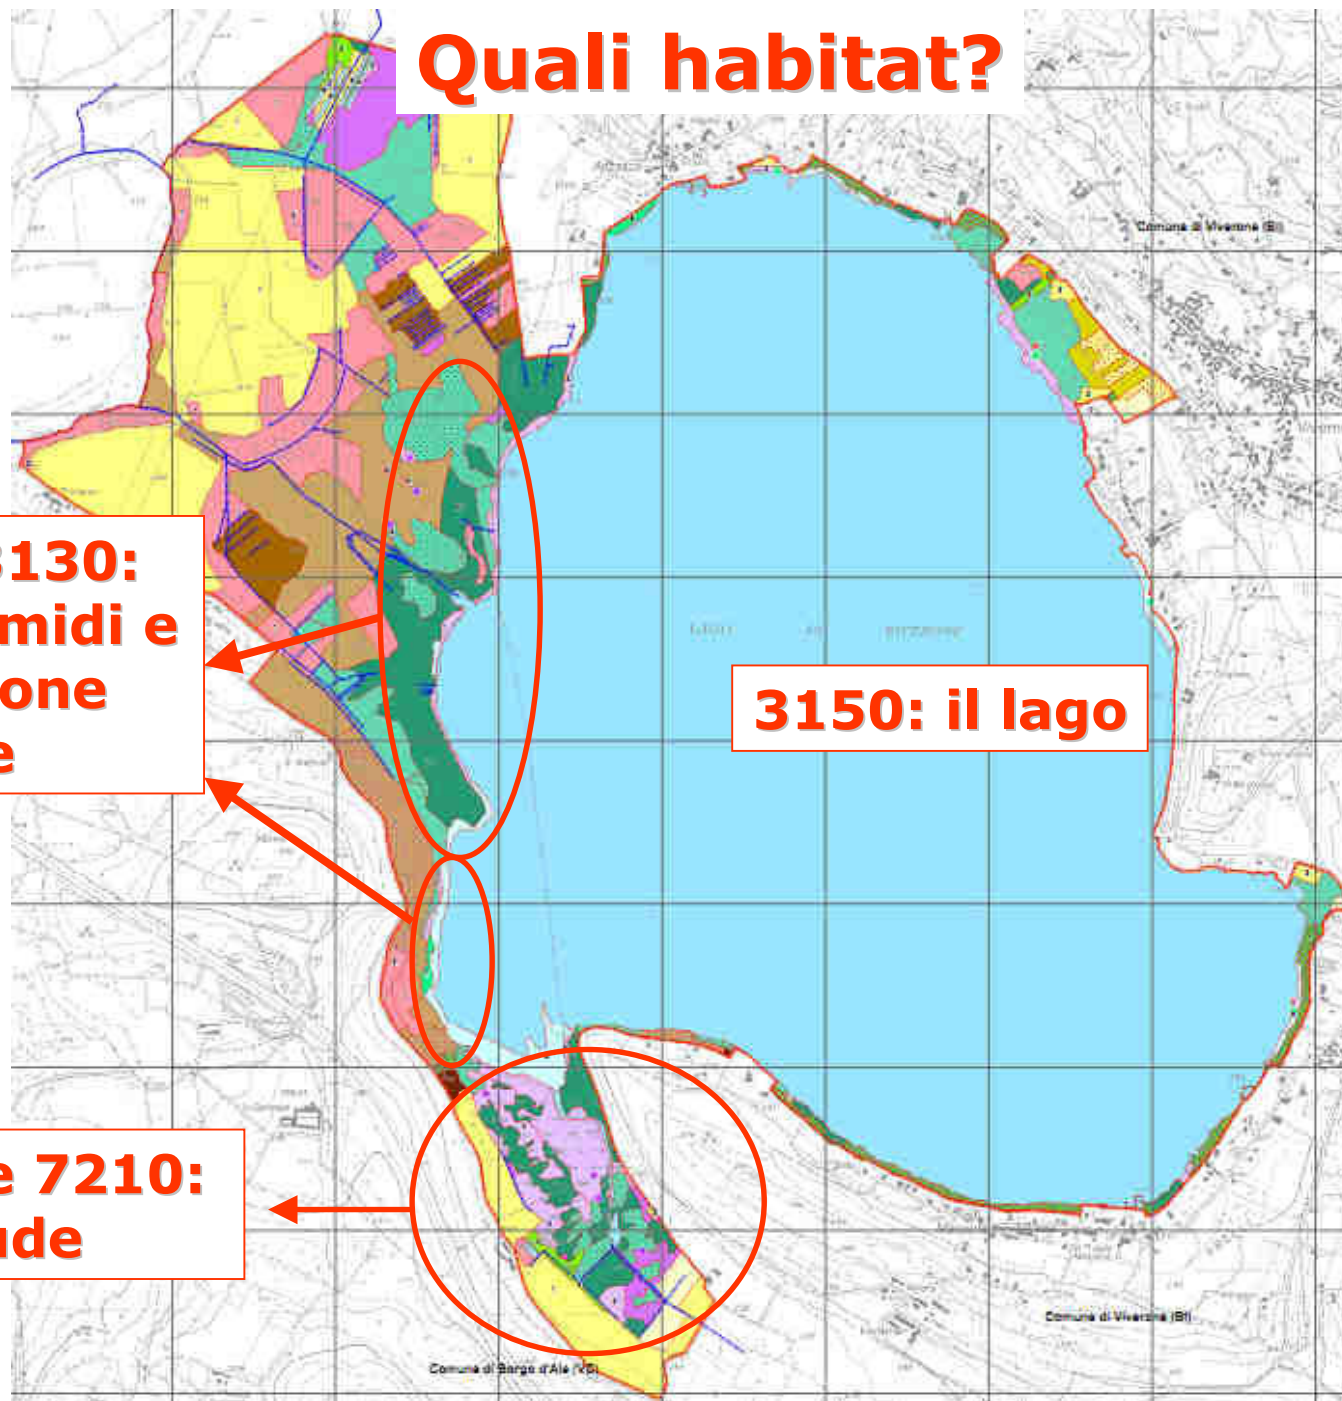 Quali habitat?
Comune di Viverone (BI)
3130:
midi e
one
e
3150: il lago
e 7210:
ude
Comune di Viverone (BI)
Comune di Borgo d'Ale (VC)